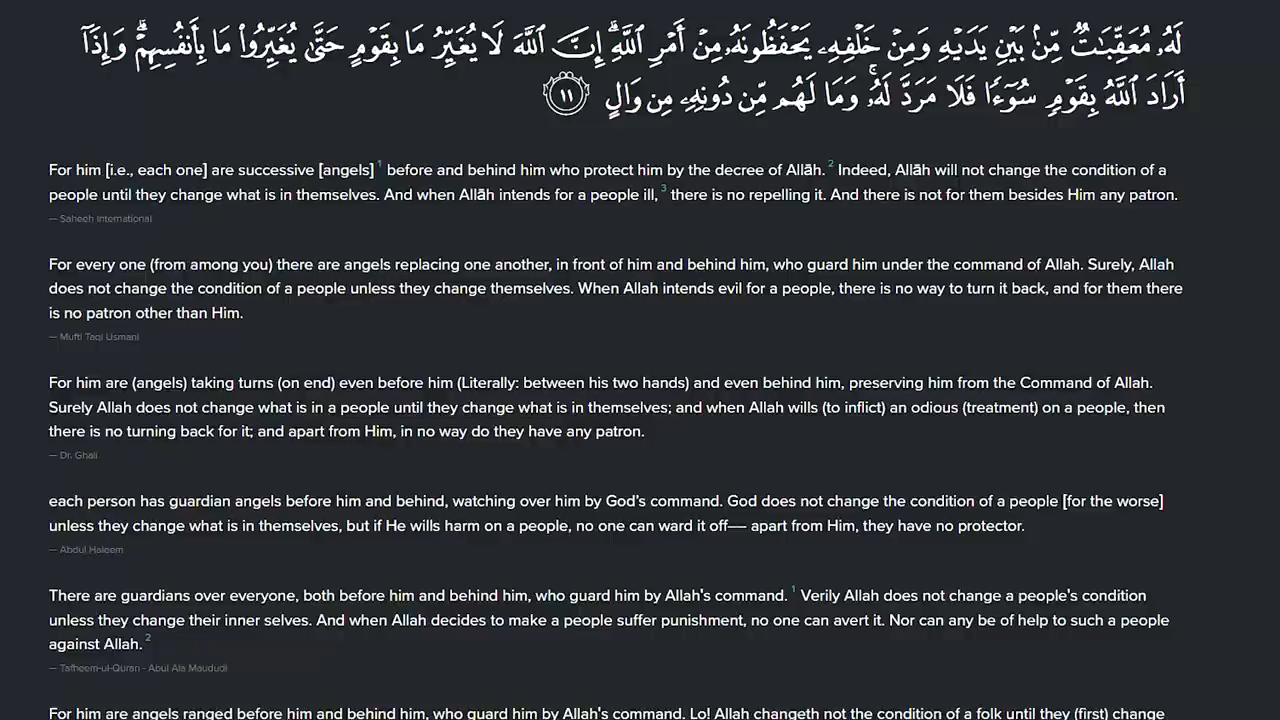 لَهُۥ مُعَقِّبَـٰتٌ مِّنۢ بَيْنِ يَدَيْهِ وَمِنْ خَلْفِهِۦ يَحْفَظُونَهُۥ مِنْ أَمْرِ ٱللَّهِ ۗ إِنَّ ٱللَّهَ لَا يُغَيِّرُ مَا بِقَوْمٍ حَتَّىٰ يُغَيِّرُوا۟ مَا بِأَنفُسِهِمْ ۗ وَإِذَآ
أَرَادَ ٱللَّهُ بِقَوْمٍ سُوٓءًا فَلَا مَرَدَّ لَهُۥ ۚ وَمَا لَهُم مِّن دُونِهِۦ مِن وَالٍ ١١
For him [i.e., each one] are successive [angels] 1 before and behind him who protect him by the decree of Allāh. 2 Indeed, Allāh will not change the condition of a
people until they change what is in themselves. And when Allāh intends for a people ill, 3 there is no repelling it. And there is not for them besides Him any patron.
— Saheeh International
For every one (from among you) there are angels replacing one another, in front of him and behind him, who guard him under the command of Allah. Surely, Allah
does not change the condition of a people unless they change themselves. When Allah intends evil for a people, there is no way to turn it back, and for them there
is no patron other than Him.
— Mufti Taqi Usmani
For him are (angels) taking turns (on end) even before him (Literally: between his two hands) and even behind him, preserving him from the Command of Allah.
Surely Allah does not change what is in a people until they change what is in themselves; and when Allah wills (to inflict) an odious (treatment) on a people, then
there is no turning back for it; and apart from Him, in no way do they have any patron.
— Dr. Ghali
each person has guardian angels before him and behind, watching over him by God's command. God does not change the condition of a people [for the worse]
unless they change what is in themselves, but if He wills harm on a people, no one can ward it off–– apart from Him, they have no protector.
— Abdul Haleem
There are guardians over everyone, both before him and behind him, who guard him by Allah's command. 1 Verily Allah does not change a people's condition
unless they change their inner selves. And when Allah decides to make a people suffer punishment, no one can avert it. Nor can any be of help to such a people
against Allah. 2
— Tafheem-ul-Quran - Abul Ala Maududi
For him are angels ranged before him and behind him, who guard him by Allah's command. Lo! Allah changeth not the condition of a folk until they (first) change